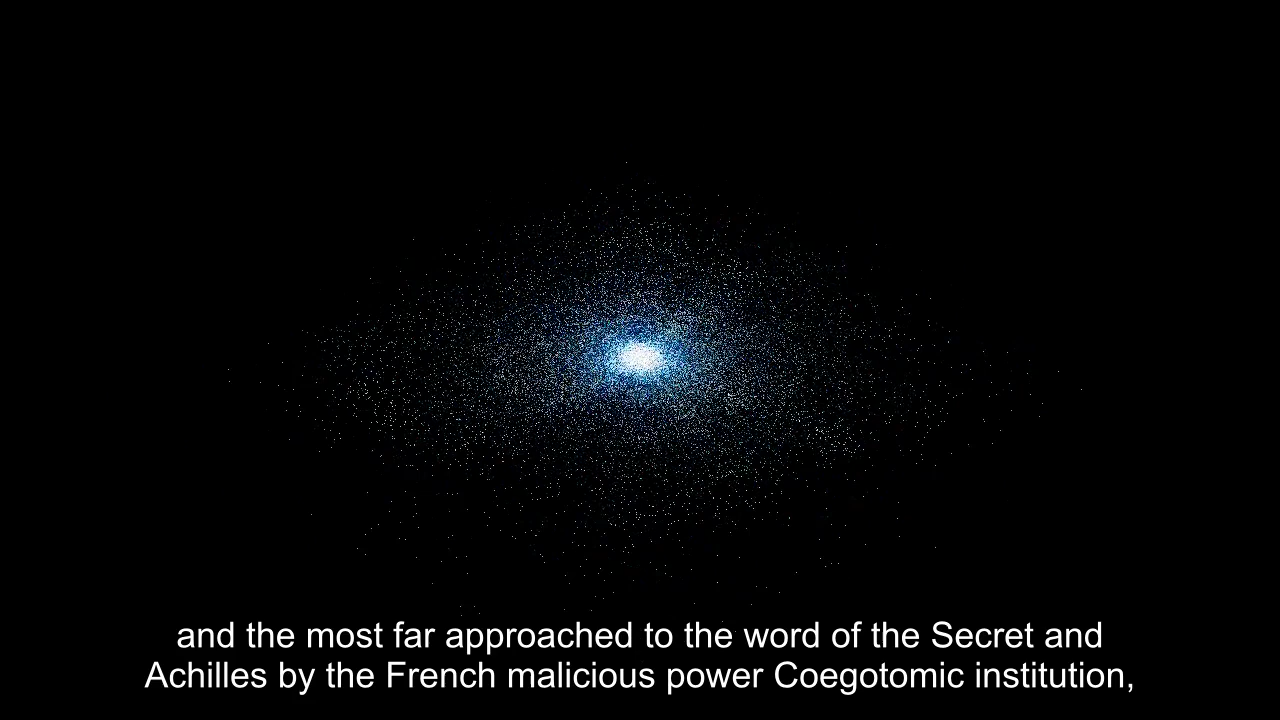 and the most far approached to the word of the Secret and
Achilles by the French malicious power Coegotomic institution,